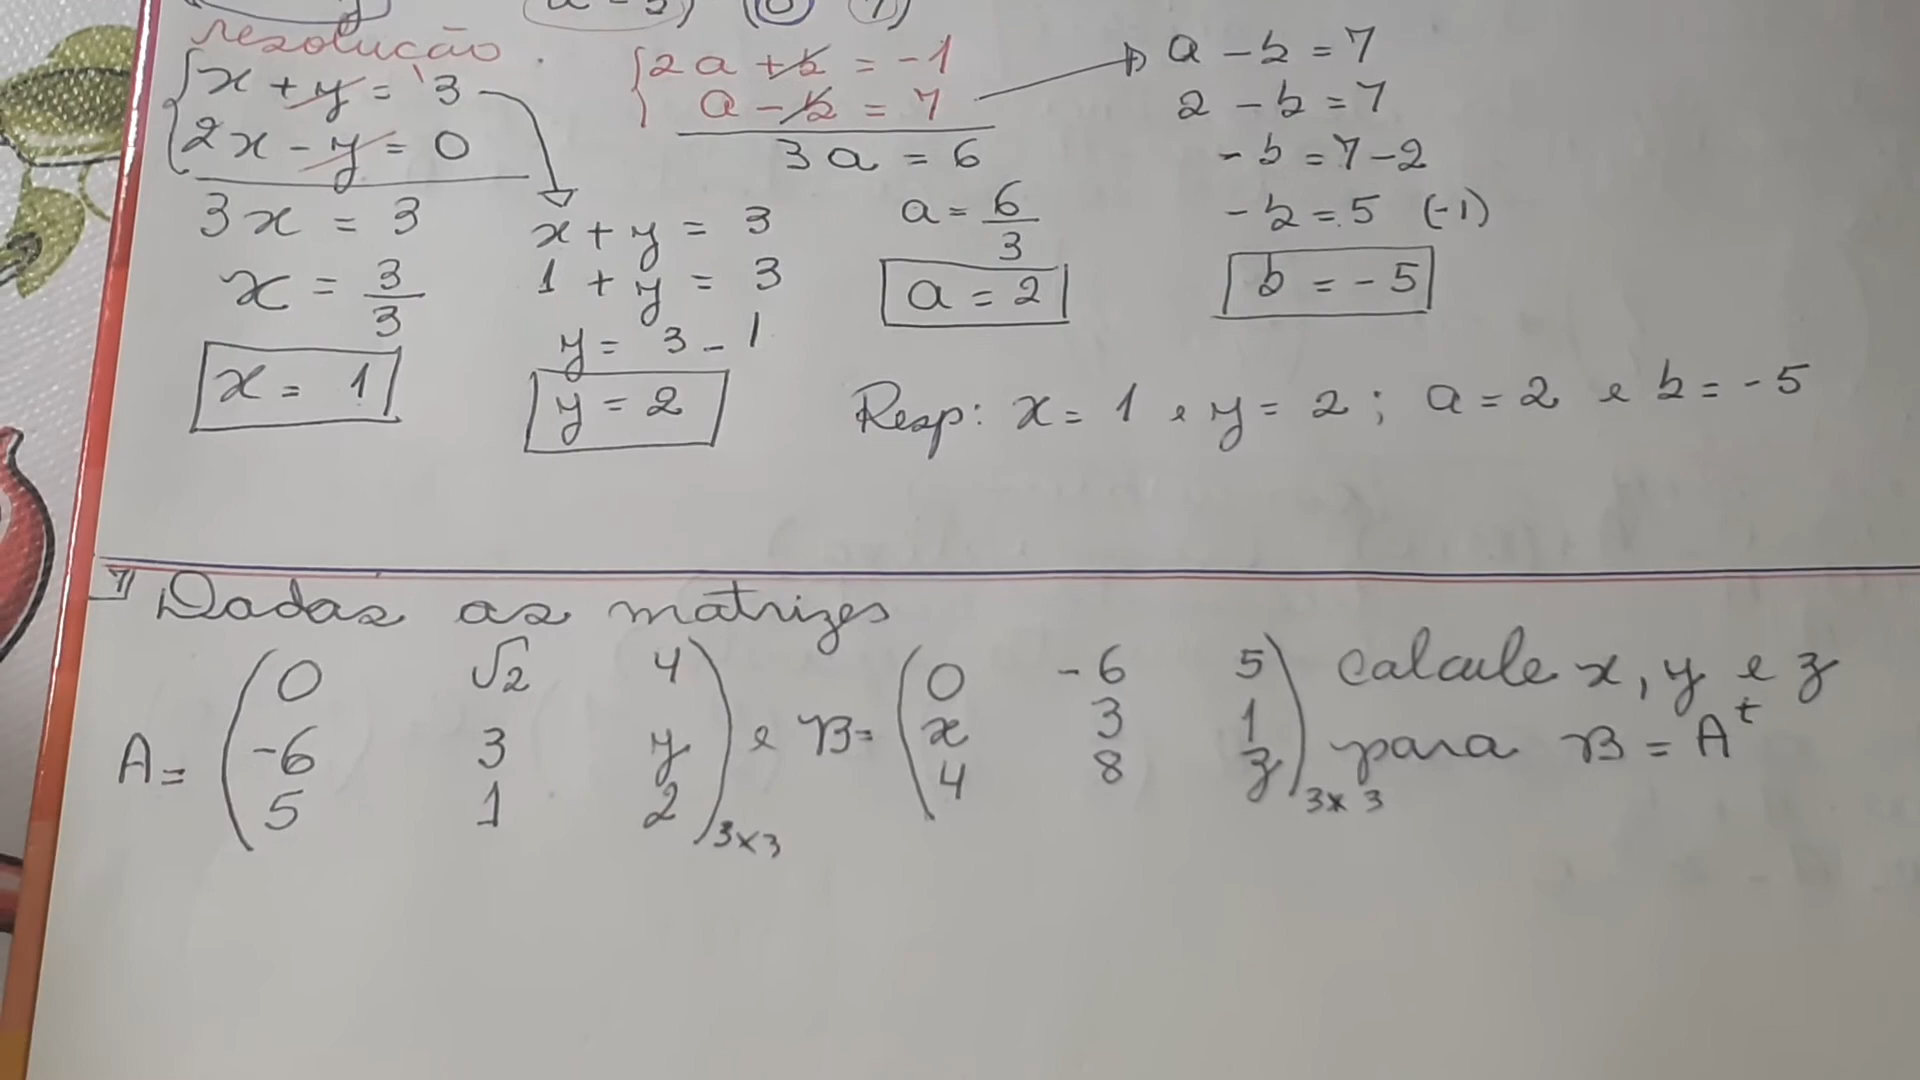 resolução
x + y = 3
2x - y = 0
3x = 3
x = 3/3
x = 1
x + y = 3
1 + y = 3
y = 3 - 1
y = 2
2a + b = -1
a - b = 7
3a = 6
a = 6/3
a = 2
a - b = 7
2 - b = 7
-b = 7 - 2
-b = 5 (-1)
b = -5
Resp: x = 1 e y = 2; a = 2 e b = -5
7 Dadas as matrizes
A = (0 √2 4
-6 3 y
5 1 2)3x3
e B = (0 -6 5
x 3 1
4 8 z)3x3
calcule x, y e z
para B = Aᵗ